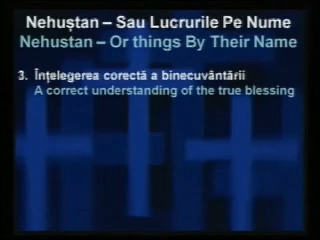 Nehuștan – Sau Lucrurile Pe Nume
Nehustan – Or things By Their Name
3. Înțelegerea corectă a binecuvântării
A correct understanding of the true blessing